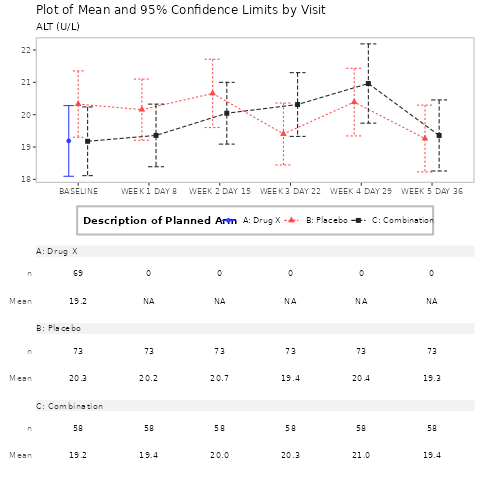 Plot of Mean and 95% Confidence Limits by Visit
ALT (U/L)
22
21
20
19
18
BASELINE WEEK 1 DAY 8 WEEK 2 DAY 15 WEEK 3 DAY 22 WEEK 4 DAY 29 WEEK 5 DAY 36
Description of Planned Arm A: Drug X B: Placebo C: Combination
A: Drug X
n 69 0 0 0 0 0
Mean 19.2 NA NA NA NA NA
B: Placebo
n 73 73 73 73 73 73
Mean 20.3 20.2 20.7 19.4 20.4 19.3
C: Combination
n 58 58 58 58 58 58
Mean 19.2 19.4 20.0 20.3 21.0 19.4